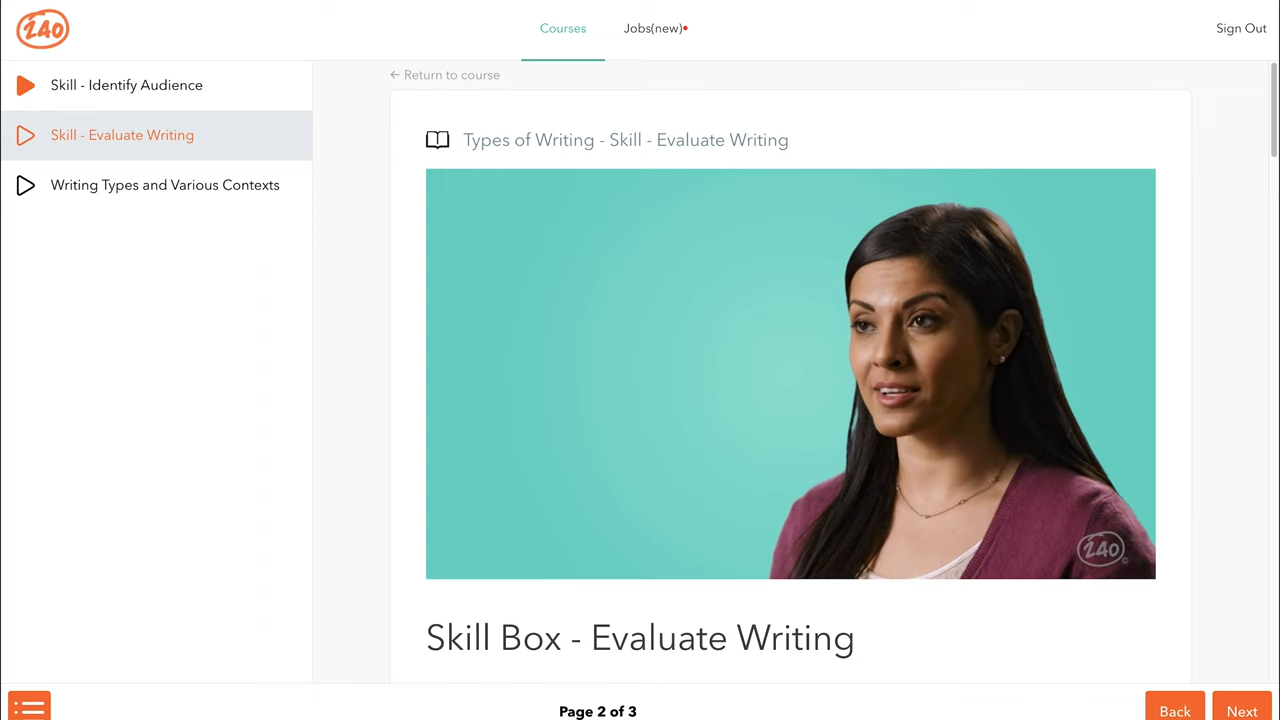 240
Courses
Jobs(new)
Sign Out
Skill - Identify Audience
Skill - Evaluate Writing
Writing Types and Various Contexts
← Return to course
Types of Writing - Skill - Evaluate Writing
240
Skill Box - Evaluate Writing
Page 2 of 3
Back
Next